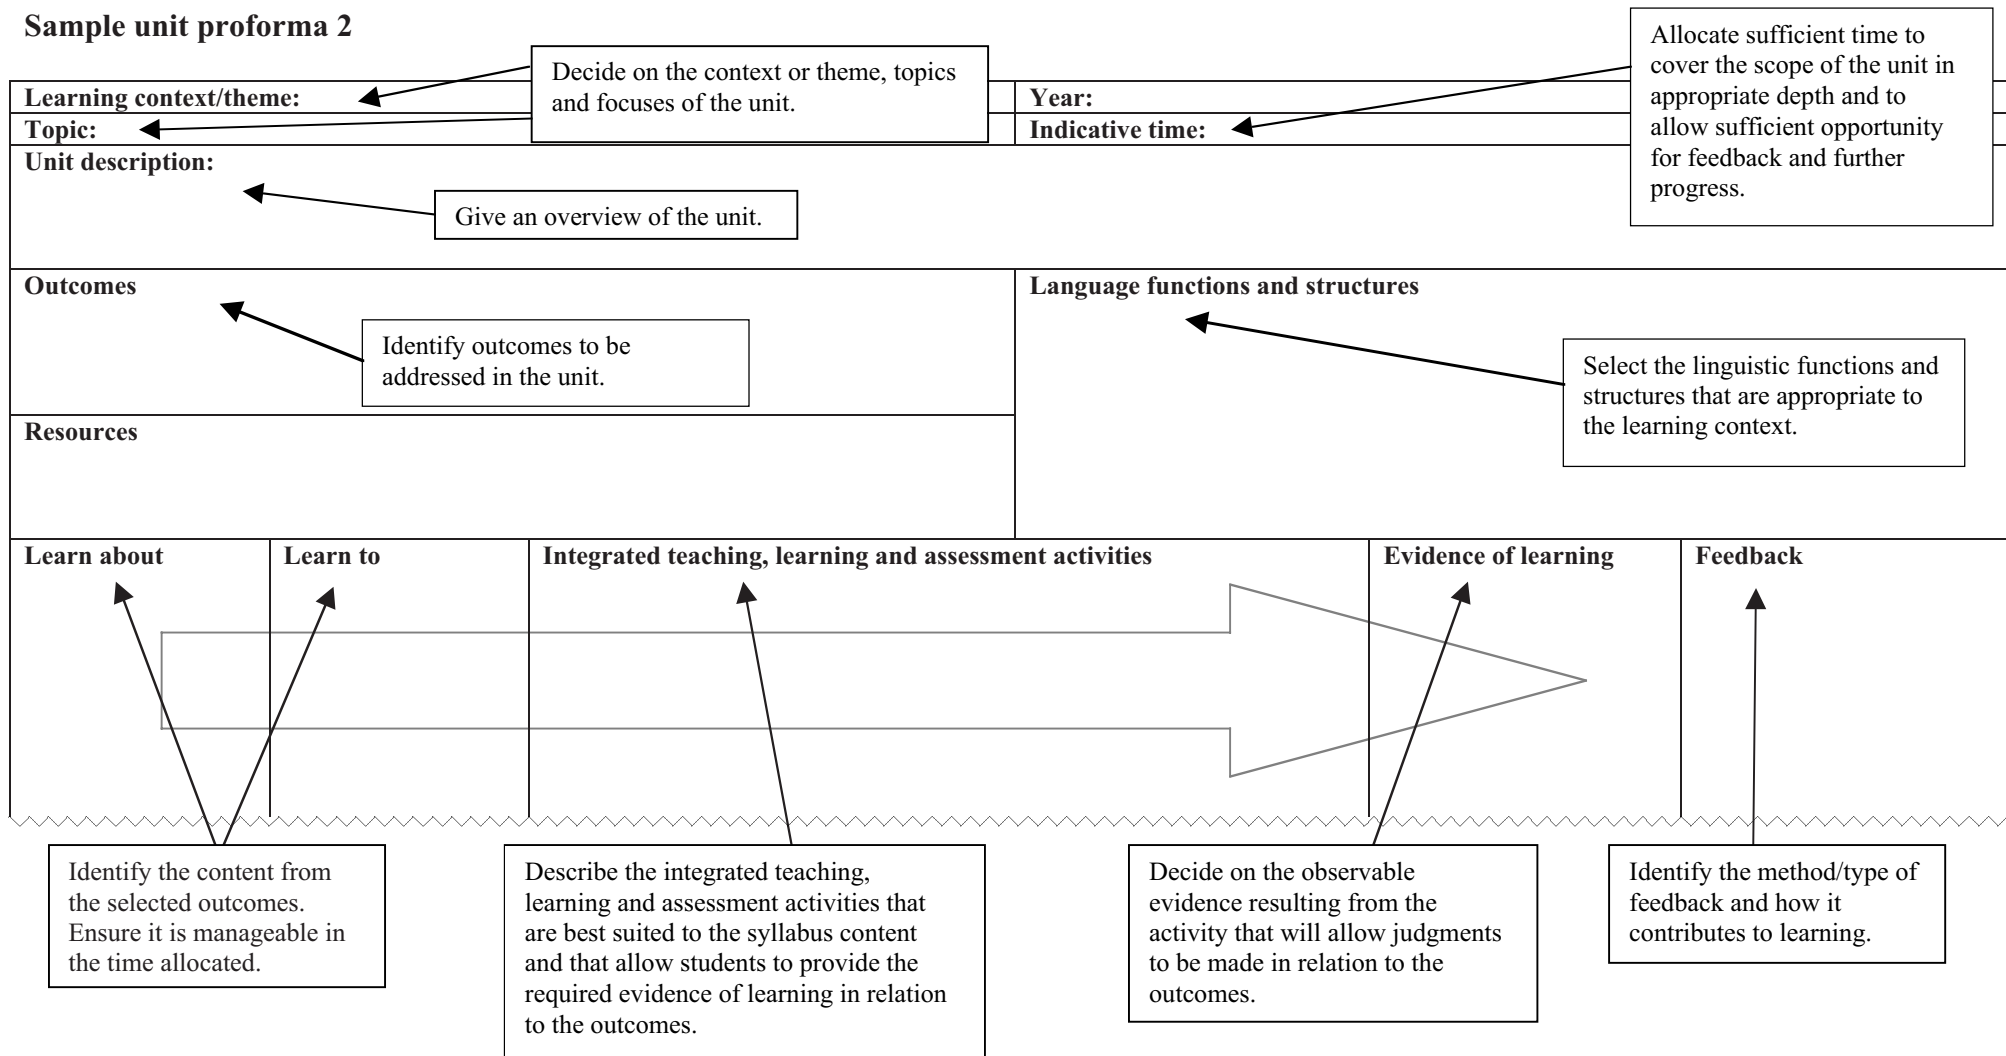 Sample unit proforma 2
Decide on the context or theme, topics
and focuses of the unit.
Allocate sufficient time to
cover the scope of the unit in
appropriate depth and to
allow sufficient opportunity
for feedback and further
progress.
Learning context/theme:
Year:
Topic:
Indicative time:
Unit description:
Give an overview of the unit.
Outcomes
Identify outcomes to be
addressed in the unit.
Language functions and structures
Select the linguistic functions and
structures that are appropriate to
the learning context.
Resources
Learn about
Learn to
Integrated teaching, learning and assessment activities
Evidence of learning
Feedback
Identify the content from
the selected outcomes.
Ensure it is manageable in
the time allocated.
Describe the integrated teaching,
learning and assessment activities that
are best suited to the syllabus content
and that allow students to provide the
required evidence of learning in relation
to the outcomes.
Decide on the observable
evidence resulting from the
activity that will allow judgments
to be made in relation to the
outcomes.
Identify the method/type of
feedback and how it
contributes to learning.